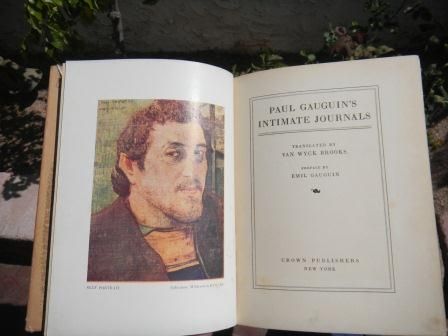 SELF PORTRAIT
PAUL GAUGUIN'S
INTIMATE JOURNALS
TRANSLATED BY
VAN WYCK BROOKS
PREFACE BY
EMIL GAUGUIN
CROWN PUBLISHERS
NEW YORK